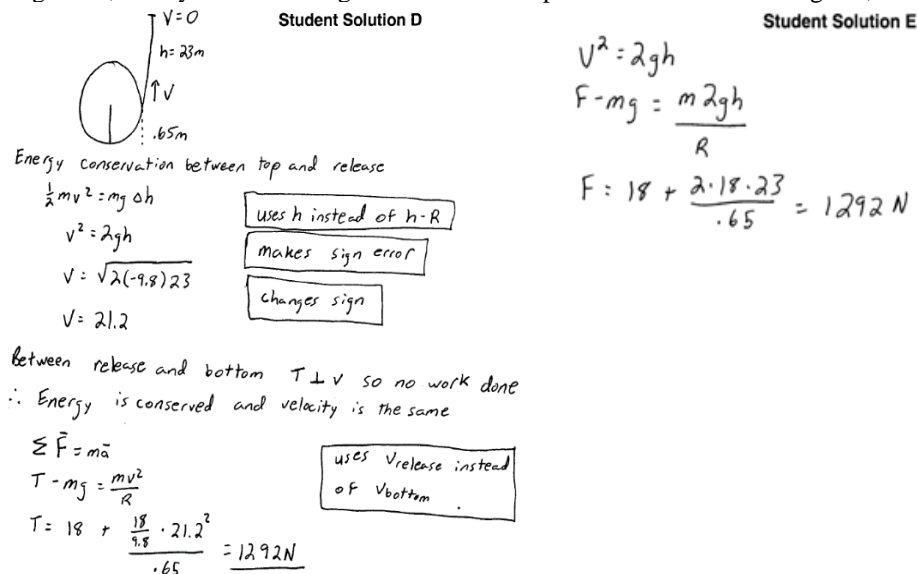 Student Solution D
V=0
h=23m
↑V
.65m
Energy conservation between top and release
½mv²=mg Δh
v²=2gh
V=√2(-9.8)23
V=21.2
uses h instead of h-R
makes sign error
changes sign
Between release and bottom T⊥V so no work done
∴ Energy is conserved and velocity is the same
ΣF̄=mā
T-mg=mv²/R
T=18+18/9.8·21.2²/.65=1292N
uses Vrelease instead
of Vbottom
Student Solution E
V²=2gh
F-mg=m2gh/R
F=18+2·18·23/.65=1292N